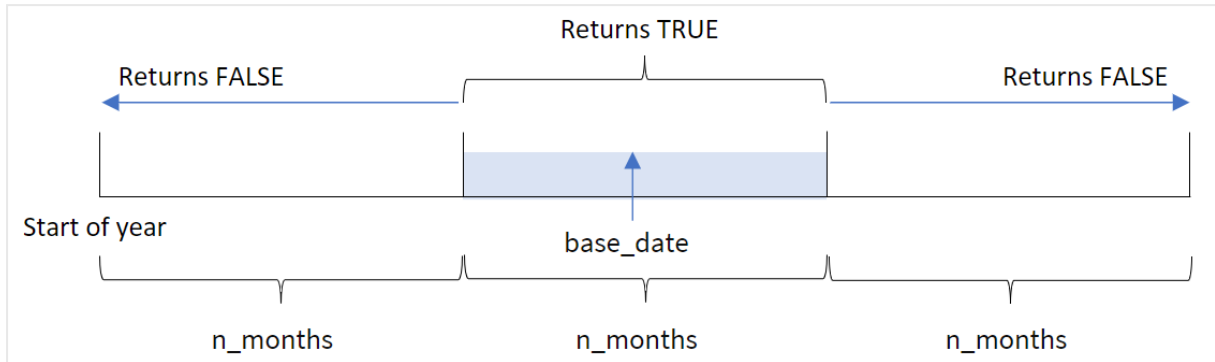 Returns TRUE
Returns FALSE
Returns FALSE
Start of year
base_date
n_months
n_months
n_months